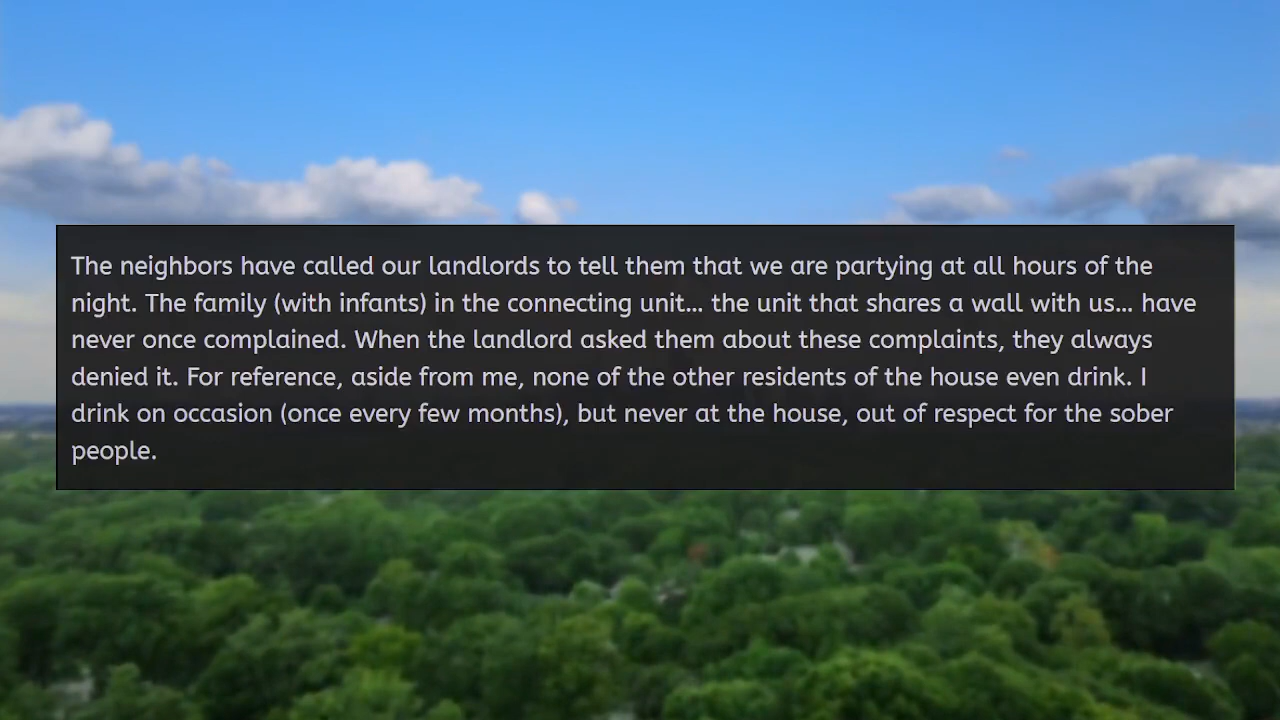 The neighbors have called our landlords to tell them that we are partying at all hours of the
night. The family (with infants) in the connecting unit... the unit that shares a wall with us... have
never once complained. When the landlord asked them about these complaints, they always
denied it. For reference, aside from me, none of the other residents of the house even drink. I
drink on occasion (once every few months), but never at the house, out of respect for the sober
people.